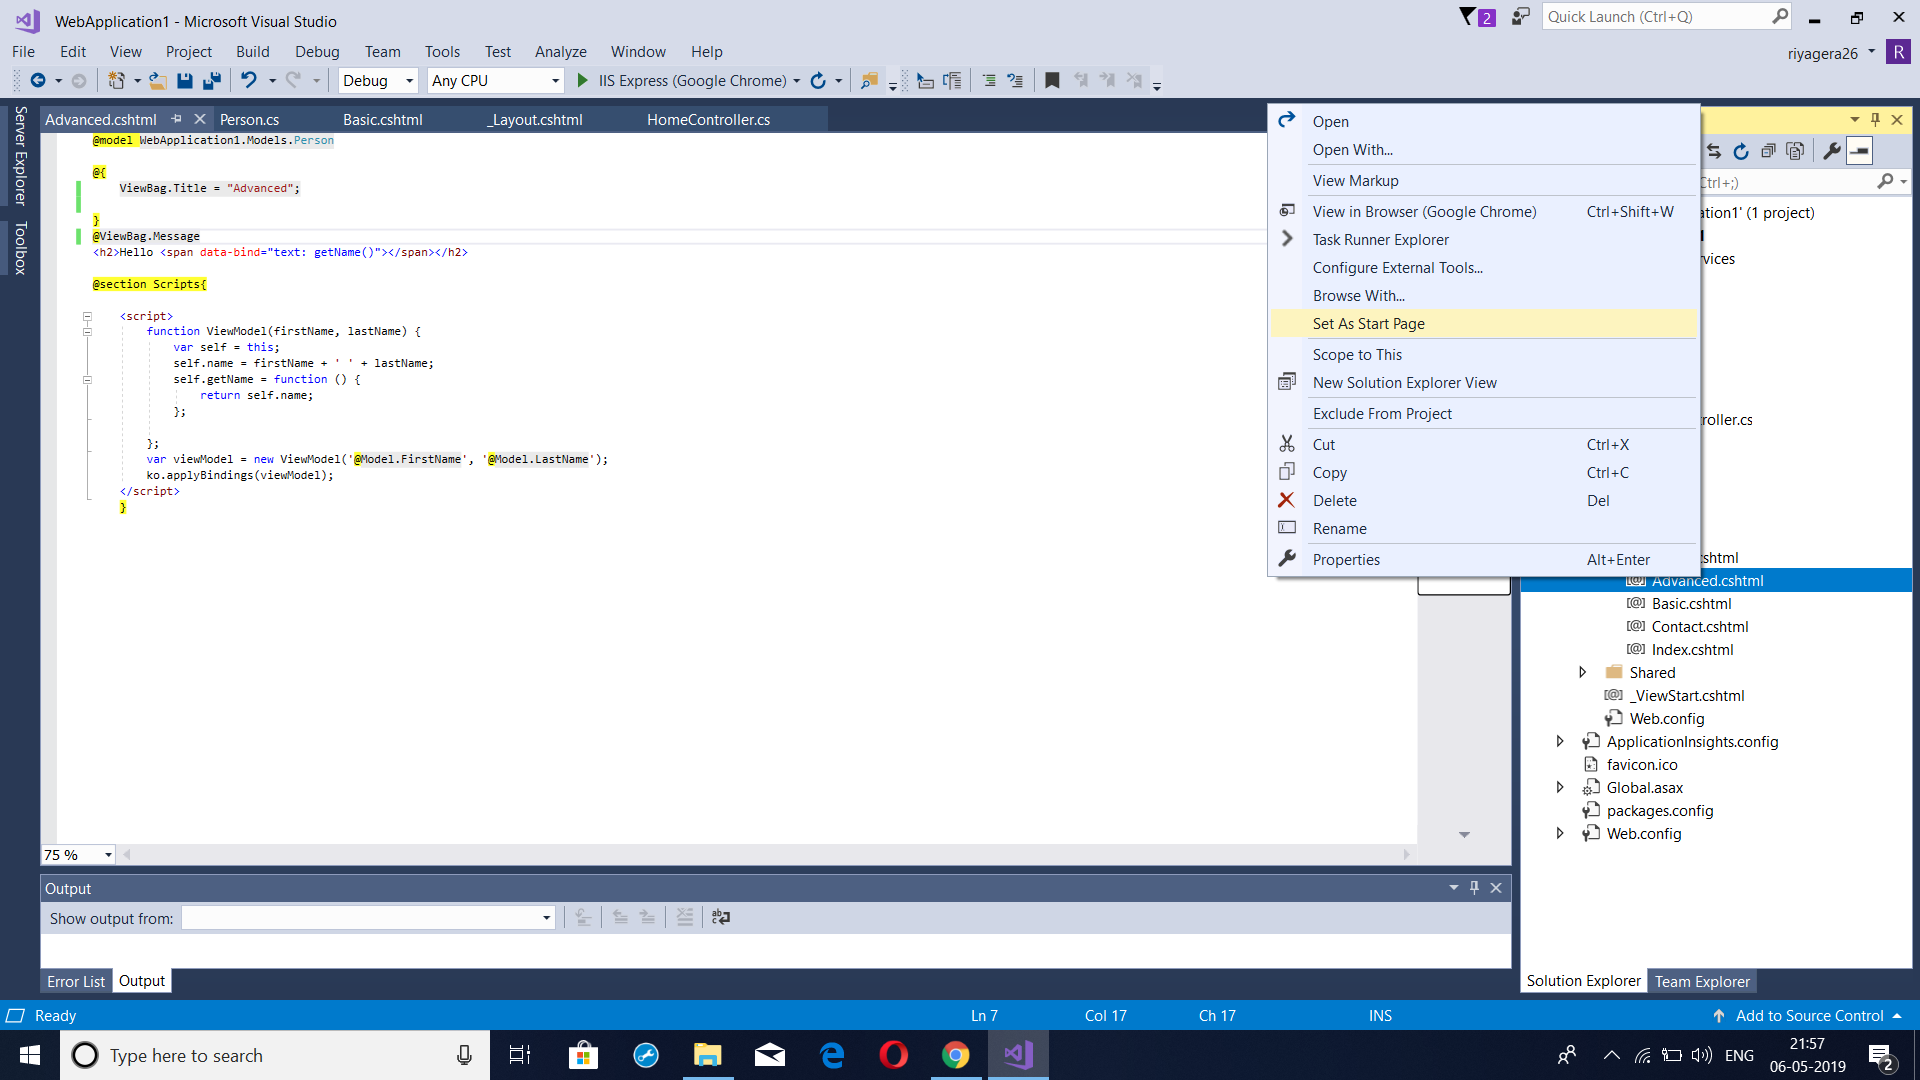 WebApplication1 - Microsoft Visual Studio
2
Quick Launch (Ctrl+Q)
File Edit View Project Build Debug Team Tools Test Analyze Window Help
riyagera26 R
Debug Any CPU IIS Express (Google Chrome)
Server Explorer
Toolbox
Advanced.cshtml Person.cs Basic.cshtml _Layout.cshtml HomeController.cs
@model WebApplication1.Models.Person
@{
ViewBag.Title = "Advanced";
}
@ViewBag.Message
<h2>Hello <span data-bind="text: getName()"></span></h2>
@section Scripts{
<script>
function ViewModel(firstName, lastName) {
var self = this;
self.name = firstName + ' ' + lastName;
self.getName = function () {
return self.name;
};
};
var viewModel = new ViewModel('@Model.FirstName', '@Model.LastName');
ko.applyBindings(viewModel);
</script>
}
75 %
Open
Open With...
View Markup
View in Browser (Google Chrome) Ctrl+Shift+W
Task Runner Explorer
Configure External Tools...
Browse With...
Set As Start Page
Scope to This
New Solution Explorer View
Exclude From Project
Cut Ctrl+X
Copy Ctrl+C
Delete Del
Rename
Properties Alt+Enter
Ctrl+;)
ation1' (1 project)
vices
roller.cs
cshtml
Advanced.cshtml
Basic.cshtml
Contact.cshtml
Index.cshtml
Shared
_ViewStart.cshtml
Web.config
ApplicationInsights.config
favicon.ico
Global.asax
packages.config
Web.config
Output
Show output from:
Error List Output
Solution Explorer Team Explorer
Ready Ln 7 Col 17 Ch 17 INS Add to Source Control
Type here to search
ENG
21:57
06-05-2019
2